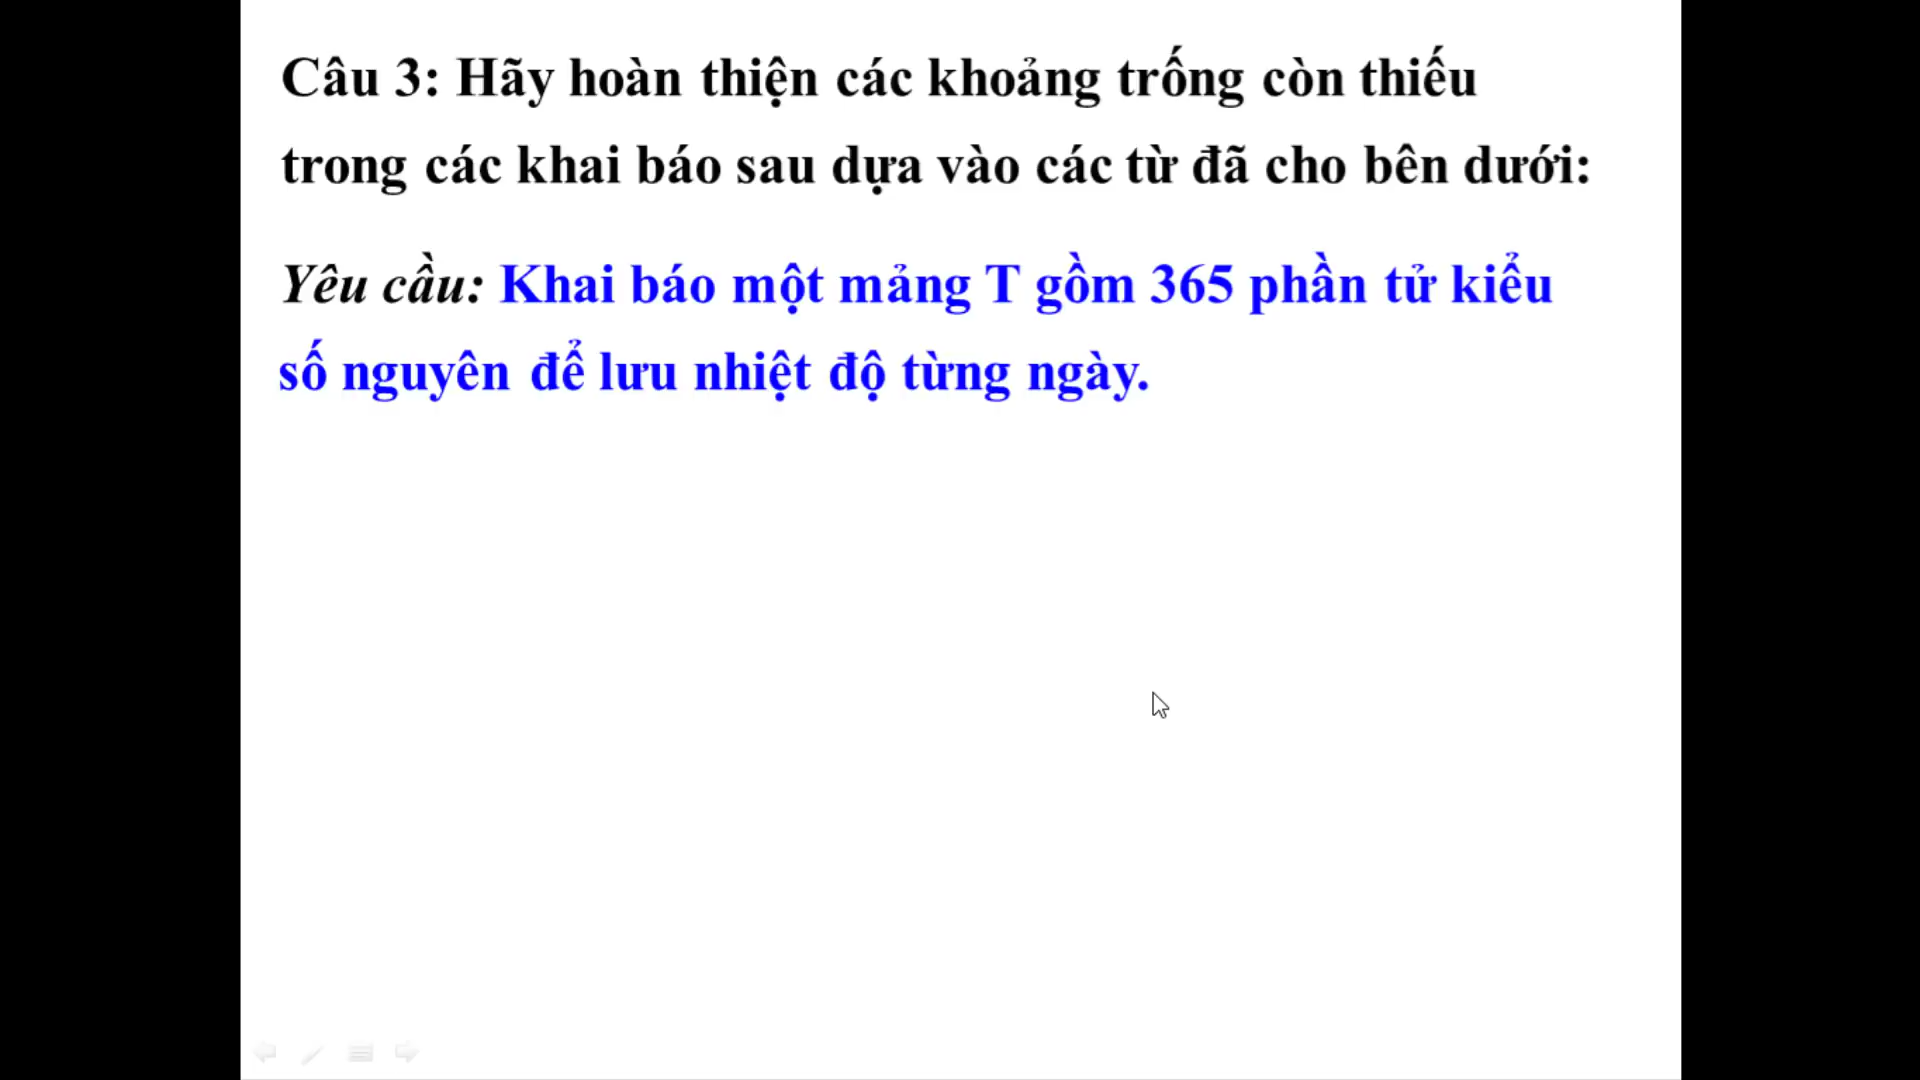 Câu 3: Hãy hoàn thiện các khoảng trống còn thiếu
trong các khai báo sau dựa vào các từ đã cho bên dưới:
Yêu cầu: Khai báo một mảng T gồm 365 phần tử kiểu
số nguyên để lưu nhiệt độ từng ngày.